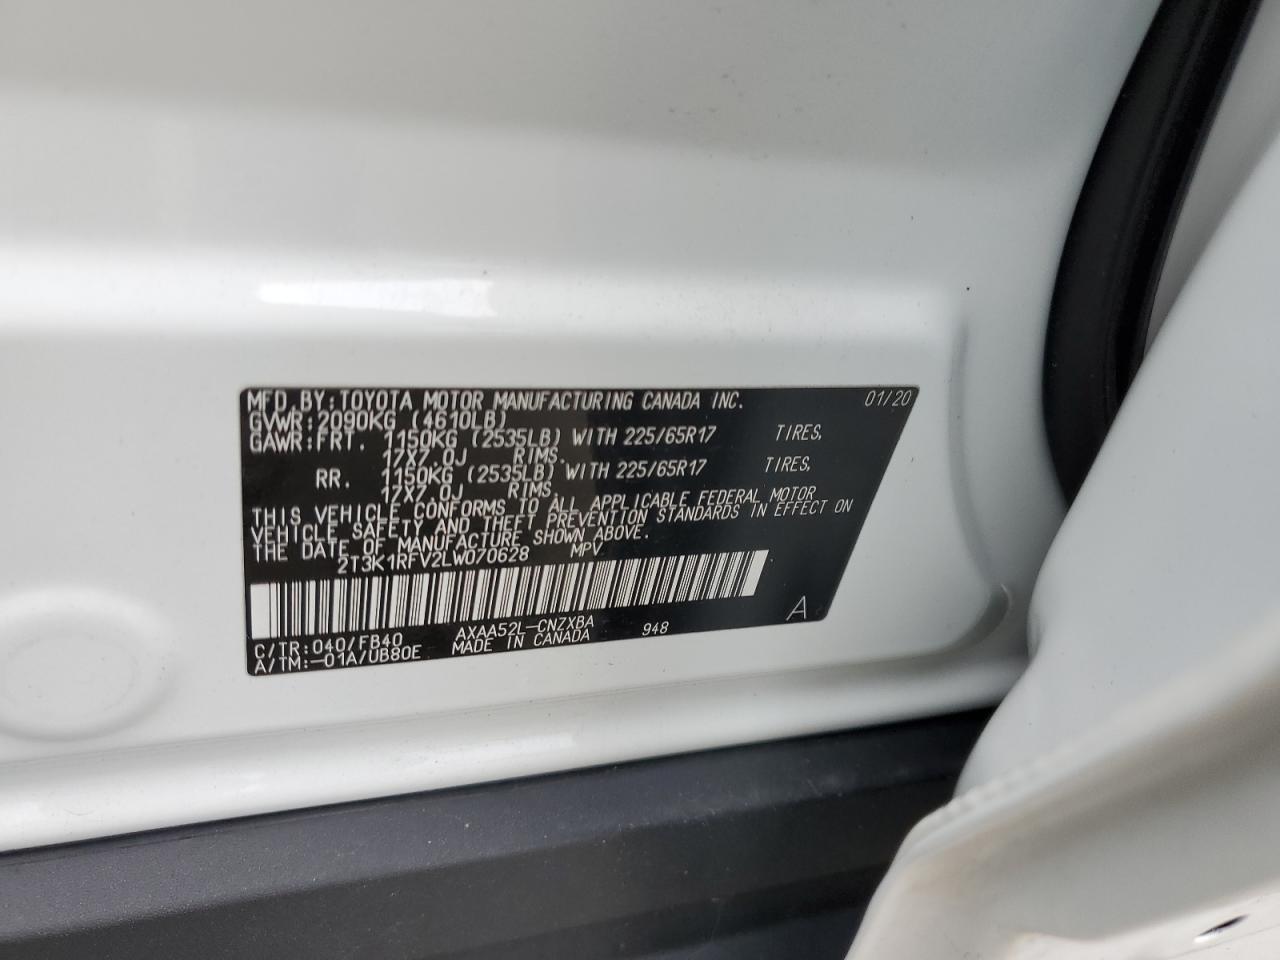 MFD.BY:TOYOTA MOTOR MANUFACTURING CANADA INC. 01/20
GVWR:2090KG (4610LB)
GAWR:FRT. 1150KG (2535LB) WITH 225/65R17 TIRES,
17X7.0J RIMS.
RR. 1150KG (2535LB) WITH 225/65R17 TIRES,
17X7.0J RIMS.
THIS VEHICLE CONFORMS TO ALL APPLICABLE FEDERAL MOTOR
VEHICLE SAFETY AND THEFT PREVENTION STANDARDS IN EFFECT ON
THE DATE OF MANUFACTURE SHOWN ABOVE.
2T3K1RFV2LW070628 MPV
A
C/TR:040/FB40 AXAA52L-CNZXBA 948
A/TM:-01A/UB80E MADE IN CANADA